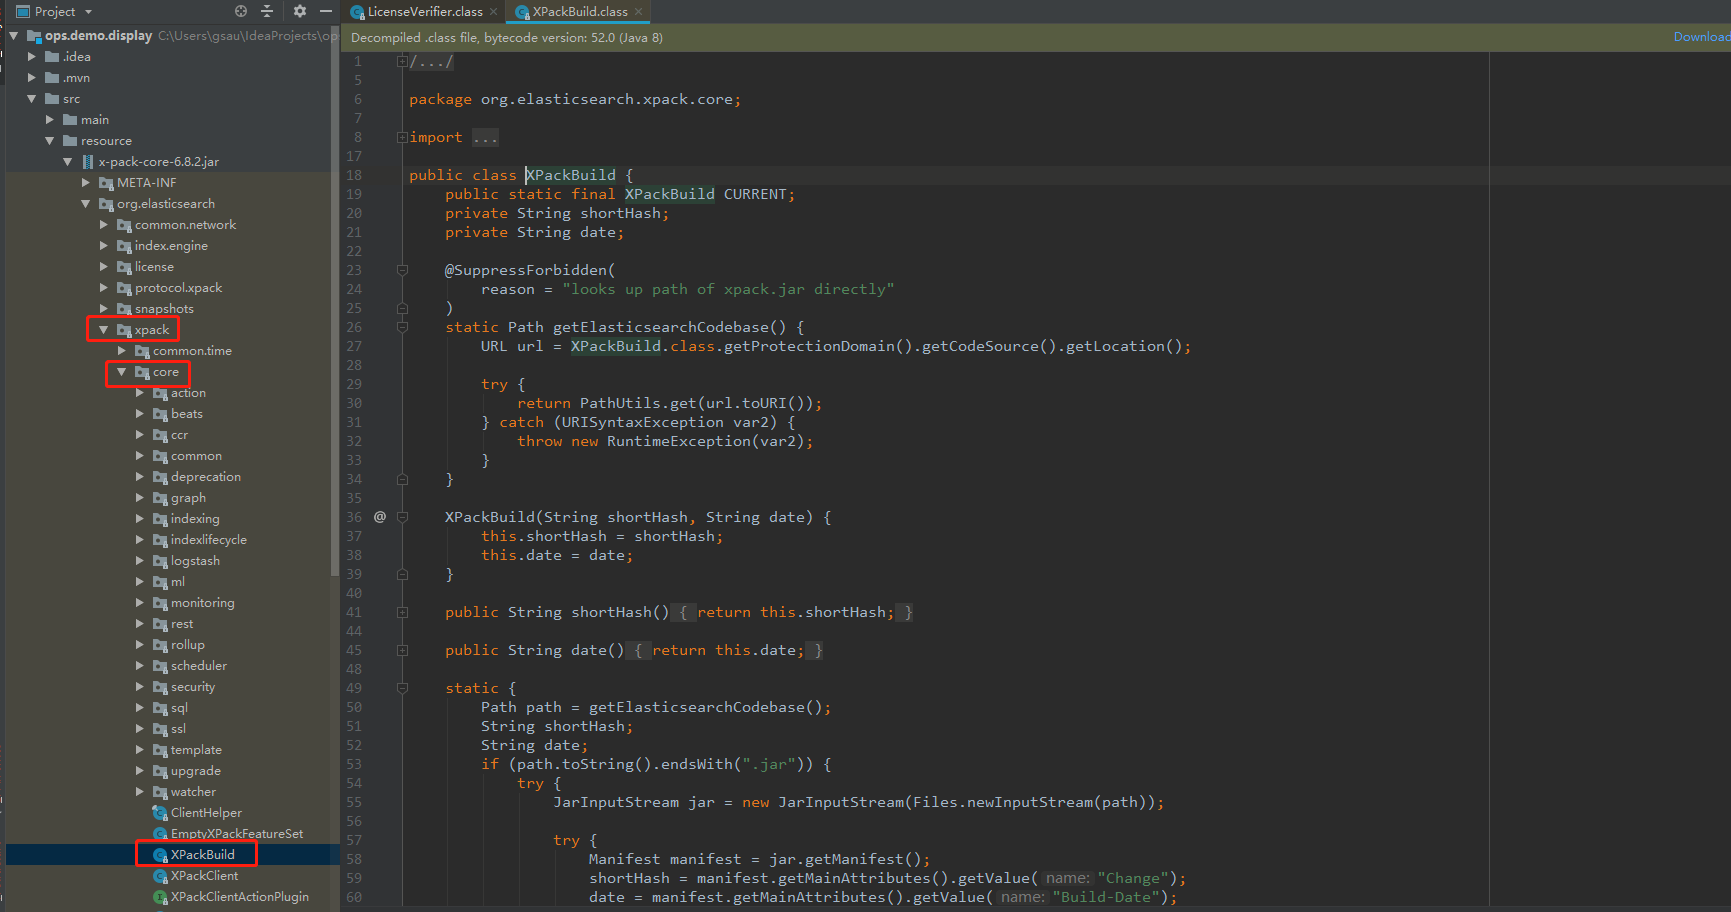 Project
LicenseVerifier.class
XPackBuild.class
ops.demo.display C:\Users\gsau\IdeaProjects\op
.idea
.mvn
src
main
resource
x-pack-core-6.8.2.jar
META-INF
org.elasticsearch
common.network
index.engine
license
protocol.xpack
snapshots
xpack
common.time
core
action
beats
ccr
common
deprecation
graph
indexing
indexlifecycle
logstash
ml
monitoring
rest
rollup
scheduler
security
sql
ssl
template
upgrade
watcher
ClientHelper
EmptyXPackFeatureSet
XPackBuild
XPackClient
XPackClientActionPlugin
Decompiled .class file, bytecode version: 52.0 (Java 8)
Download
1 /.../
5
6 package org.elasticsearch.xpack.core;
7
8 import ...
17
18 public class XPackBuild {
19 public static final XPackBuild CURRENT;
20 private String shortHash;
21 private String date;
22
23 @SuppressForbidden(
24 reason = "looks up path of xpack.jar directly"
25 )
26 static Path getElasticsearchCodebase() {
27 URL url = XPackBuild.class.getProtectionDomain().getCodeSource().getLocation();
28
29 try {
30 return PathUtils.get(url.toURI());
31 } catch (URISyntaxException var2) {
32 throw new RuntimeException(var2);
33 }
34 }
35
36 @ XPackBuild(String shortHash, String date) {
37 this.shortHash = shortHash;
38 this.date = date;
39 }
40
41 public String shortHash() { return this.shortHash; }
44
45 public String date() { return this.date; }
48
49 static {
50 Path path = getElasticsearchCodebase();
51 String shortHash;
52 String date;
53 if (path.toString().endsWith(".jar")) {
54 try {
55 JarInputStream jar = new JarInputStream(Files.newInputStream(path));
56
57 try {
58 Manifest manifest = jar.getManifest();
59 shortHash = manifest.getMainAttributes().getValue( name: "Change");
60 date = manifest.getMainAttributes().getValue( name: "Build-Date");